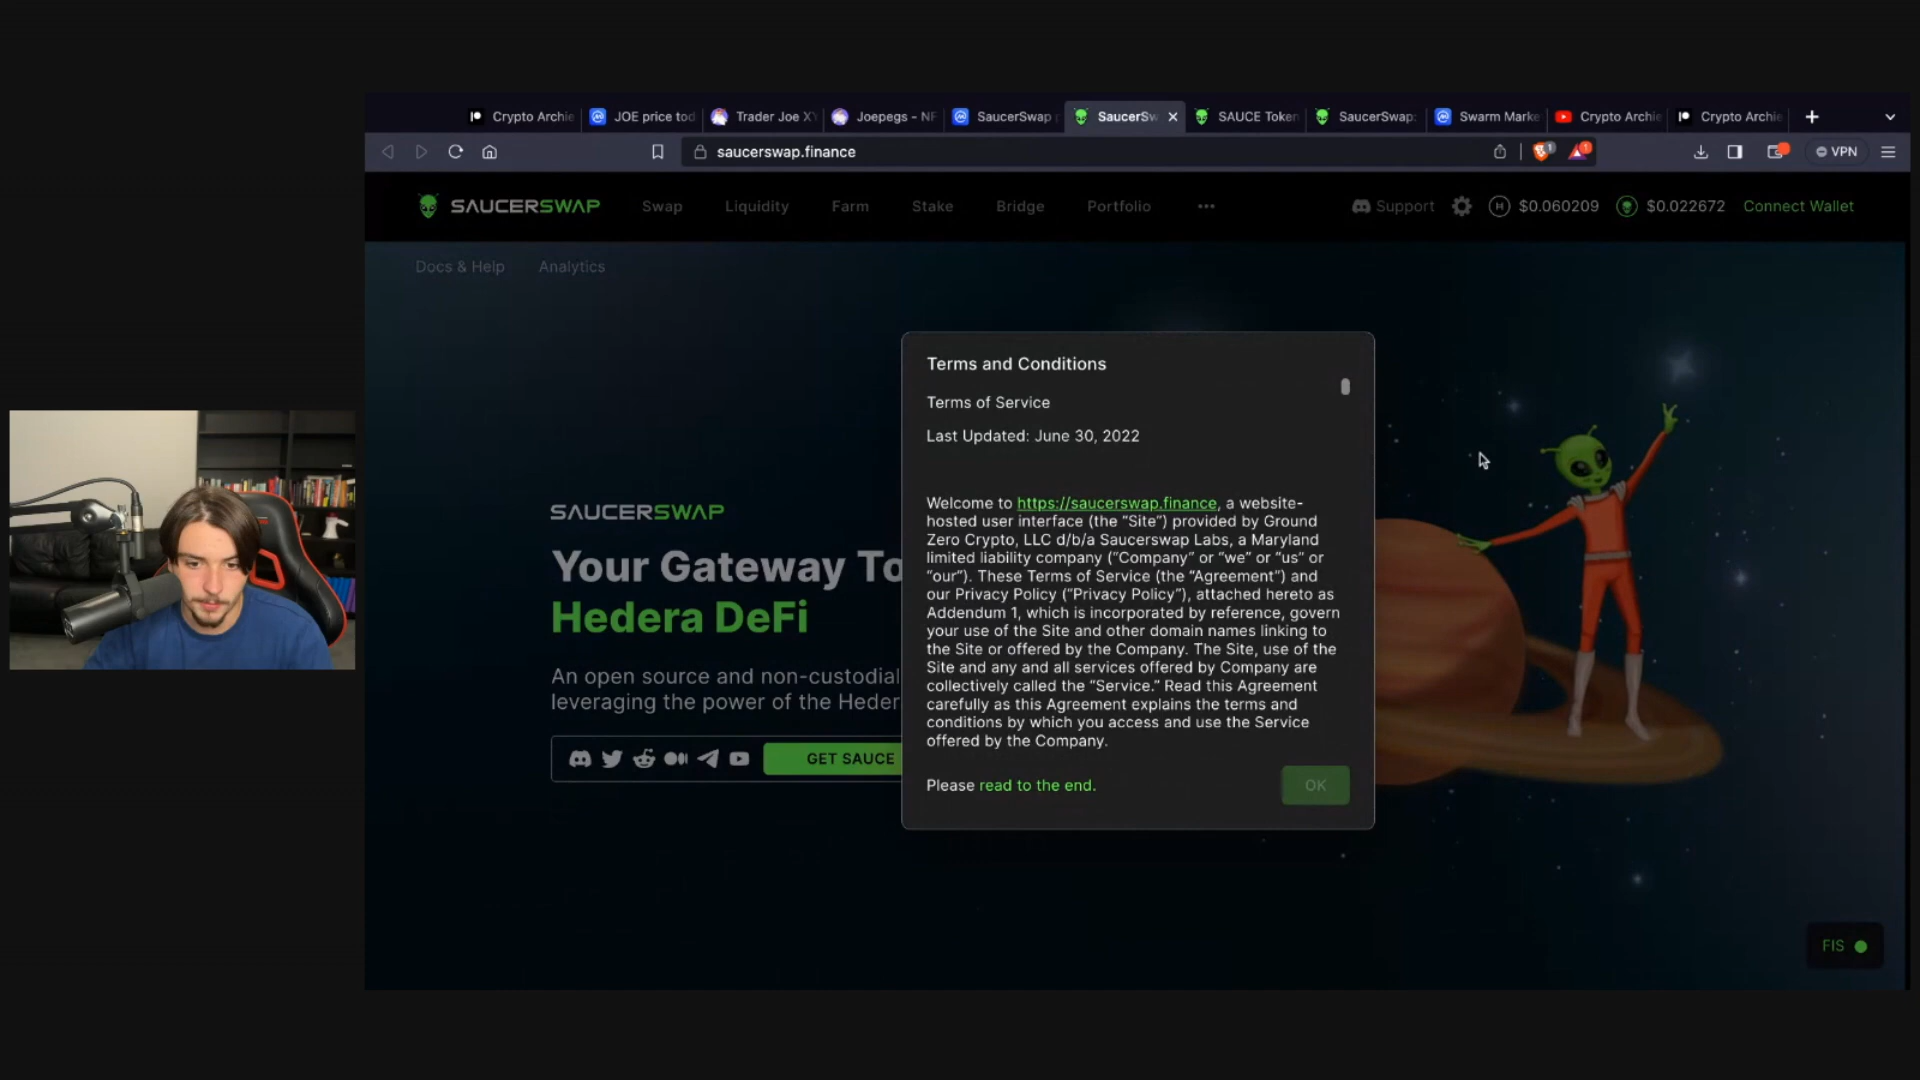 Crypto Archie
JOE price tod
Trader Joe XY
Joepegs - NF
SaucerSwap
SaucerSw
SAUCE Token
SaucerSwap:
Swarm Marke
Crypto Archie
Crypto Archie
saucerswap.finance
1
1
VPN
SAUCERSWAP
Swap
Liquidity
Farm
Stake
Bridge
Portfolio
Support
H
$0.060209
$0.022672
Connect Wallet
Docs & Help
Analytics
SAUCERSWAP
Your Gateway To
Hedera DeFi
An open source and non-custodial
leveraging the power of the Heder
GET SAUCE
Terms and Conditions
Terms of Service
Last Updated: June 30, 2022
Welcome to https://saucerswap.finance, a website-
hosted user interface (the “Site”) provided by Ground
Zero Crypto, LLC d/b/a Saucerswap Labs, a Maryland
limited liability company (“Company” or “we” or “us” or
“our”). These Terms of Service (the “Agreement”) and
our Privacy Policy (“Privacy Policy”), attached hereto as
Addendum 1, which is incorporated by reference, govern
your use of the Site and other domain names linking to
the Site or offered by the Company. The Site, use of the
Site and any and all services offered by Company are
collectively called the “Service.” Read this Agreement
carefully as this Agreement explains the terms and
conditions by which you access and use the Service
offered by the Company.
Please read to the end.
OK
FIS